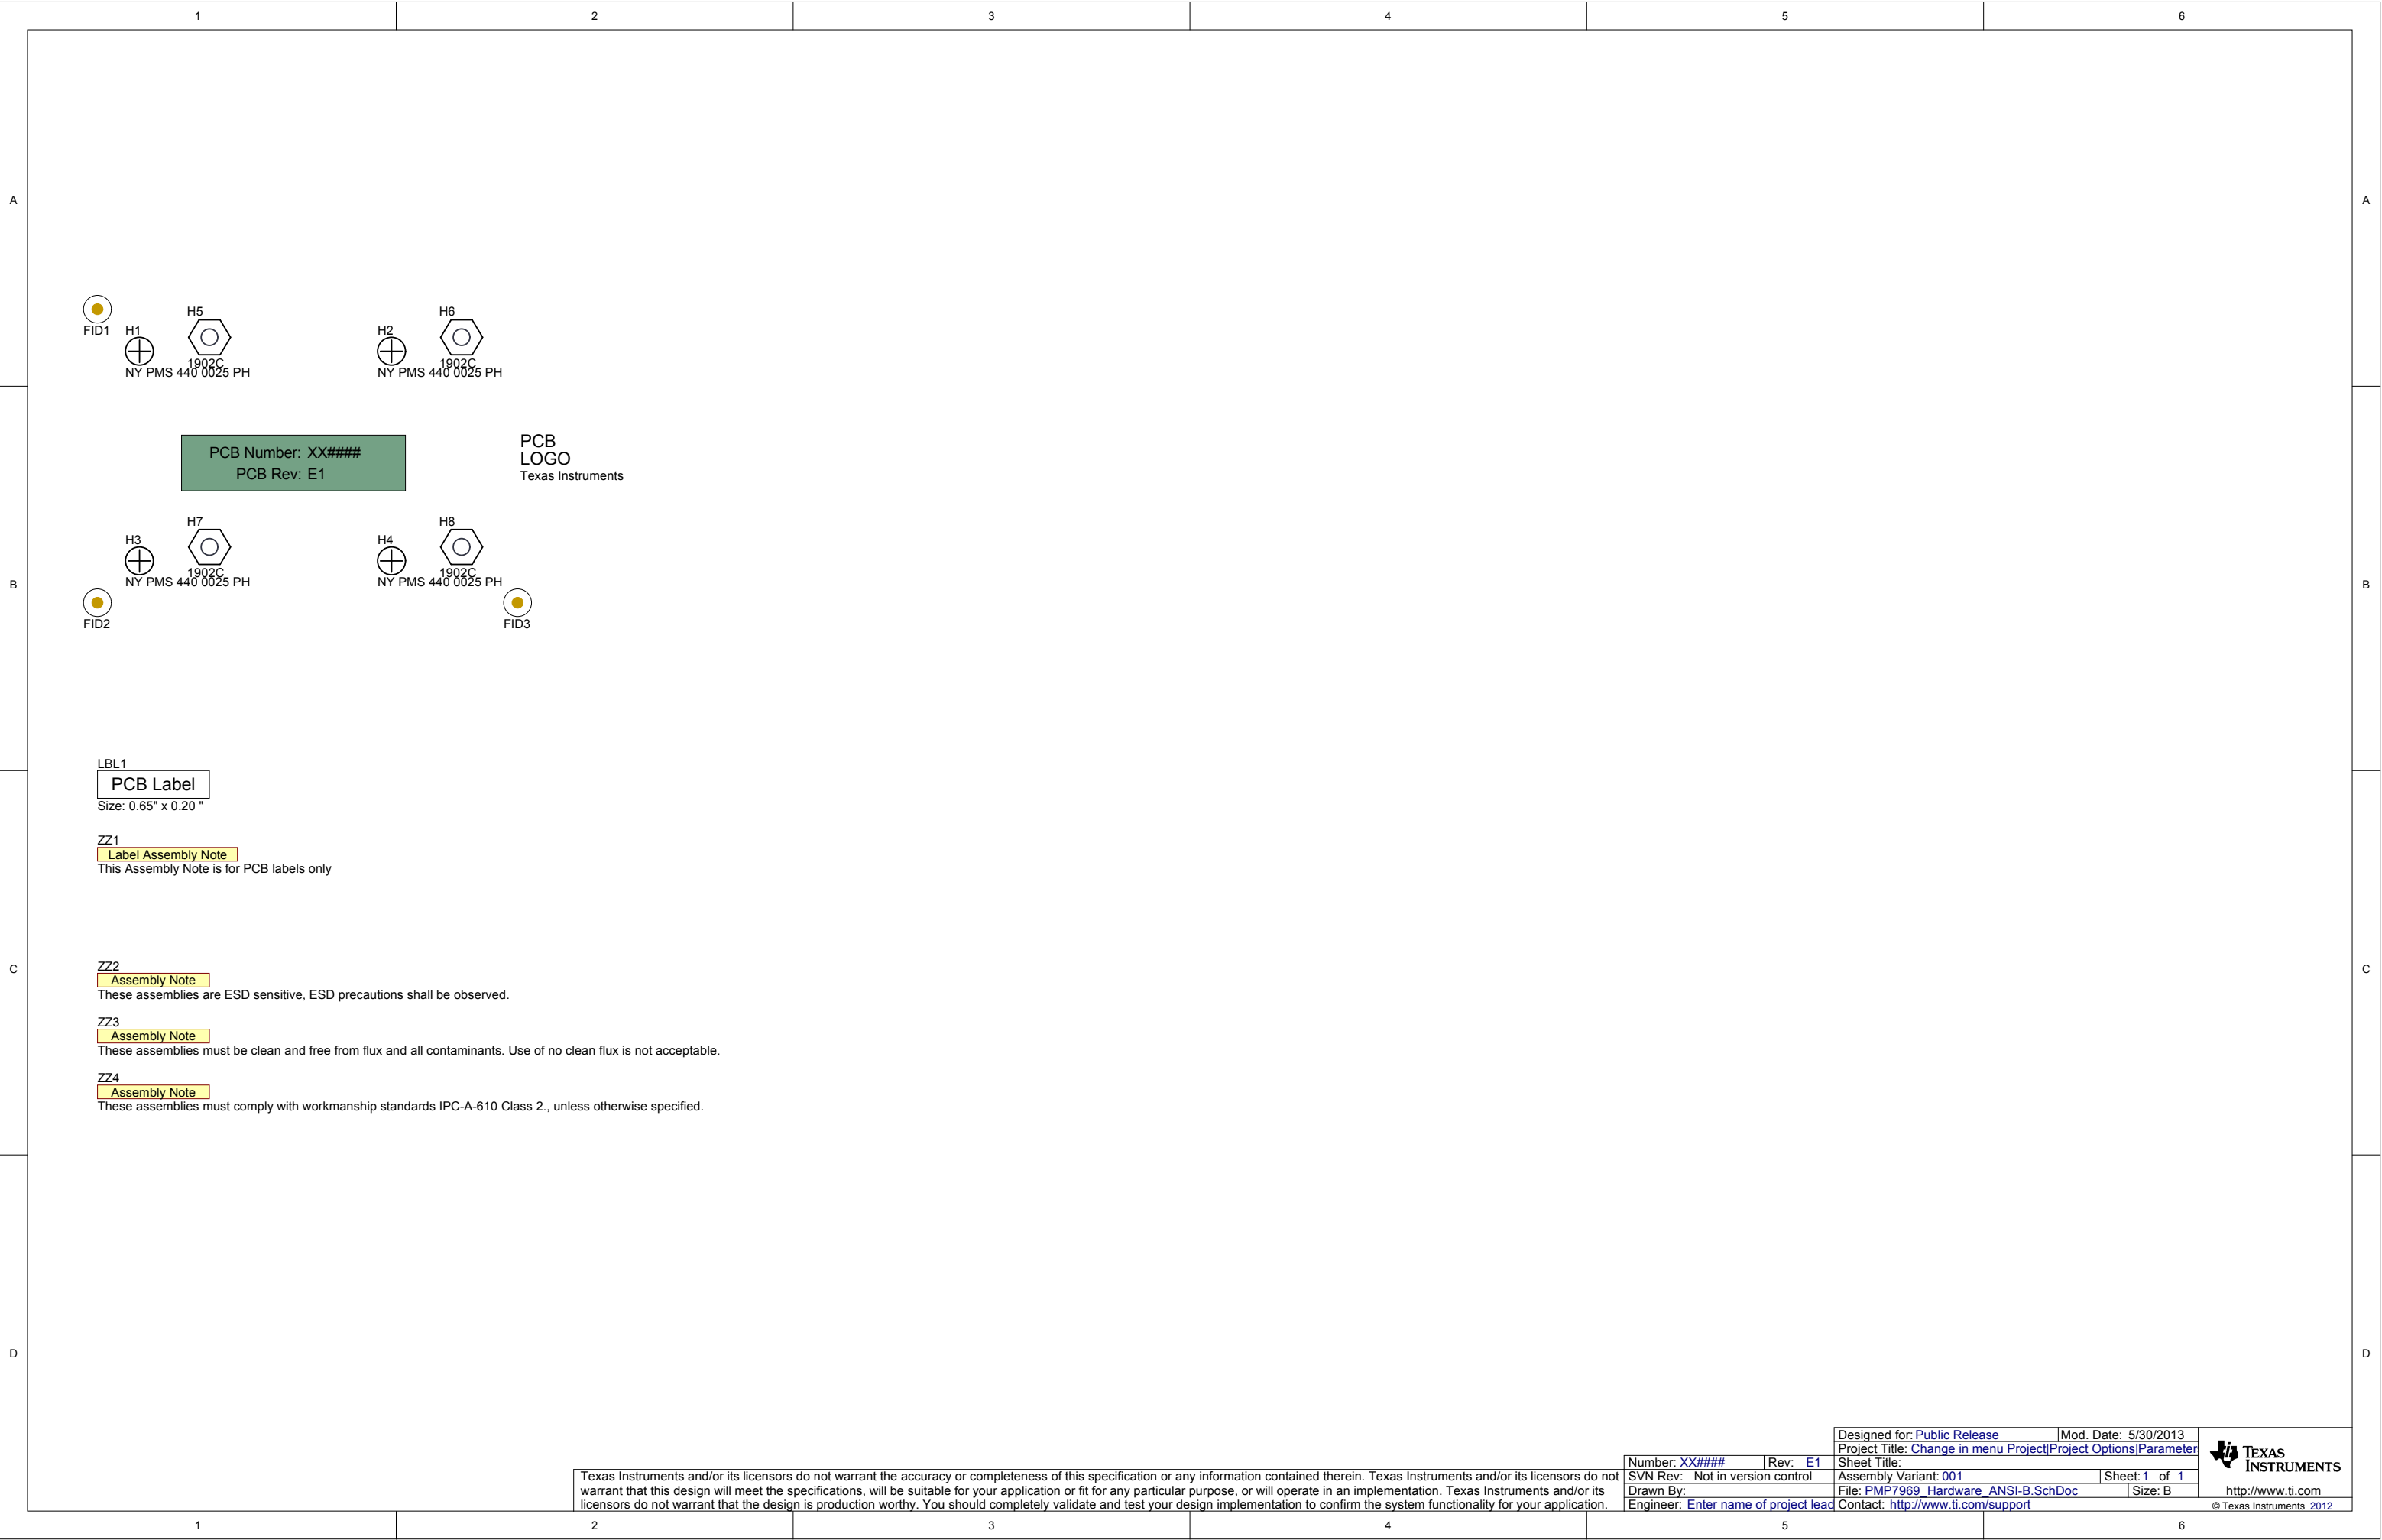 1 2 3 4 5 6
A A
FID1
H1
H5
1902C
NY PMS 440 0025 PH
H2
H6
1902C
NY PMS 440 0025 PH
PCB Number: XX####
PCB Rev: E1
PCB
LOGO
Texas Instruments
H3
H7
1902C
NY PMS 440 0025 PH
H4
H8
1902C
NY PMS 440 0025 PH
B B
FID2
FID3
LBL1
PCB Label
Size: 0.65" x 0.20 "
ZZ1
Label Assembly Note
This Assembly Note is for PCB labels only
C C
ZZ2
Assembly Note
These assemblies are ESD sensitive, ESD precautions shall be observed.
ZZ3
Assembly Note
These assemblies must be clean and free from flux and all contaminants. Use of no clean flux is not acceptable.
ZZ4
Assembly Note
These assemblies must comply with workmanship standards IPC-A-610 Class 2., unless otherwise specified.
D D
Texas Instruments and/or its licensors do not warrant the accuracy or completeness of this specification or any information contained therein. Texas Instruments and/or its licensors do not
warrant that this design will meet the specifications, will be suitable for your application or fit for any particular purpose, or will operate in an implementation. Texas Instruments and/or its
licensors do not warrant that the design is production worthy. You should completely validate and test your design implementation to confirm the system functionality for your application.
Number: XX#### Rev: E1
SVN Rev: Not in version control
Drawn By:
Engineer: Enter name of project lead
Designed for: Public Release Mod. Date: 5/30/2013
Project Title: Change in menu Project|Project Options|Parameter
Sheet Title:
Assembly Variant: 001 Sheet: 1 of 1
File: PMP7969_Hardware_ANSI-B.SchDoc Size: B
Contact: http://www.ti.com/support
TEXAS
INSTRUMENTS
http://www.ti.com
© Texas Instruments 2012
1 2 3 4 5 6